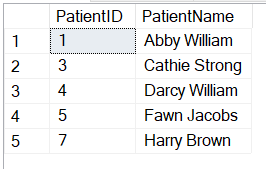 PatientID PatientName
1 1 Abby William
2 3 Cathie Strong
3 4 Darcy William
4 5 Fawn Jacobs
5 7 Harry Brown